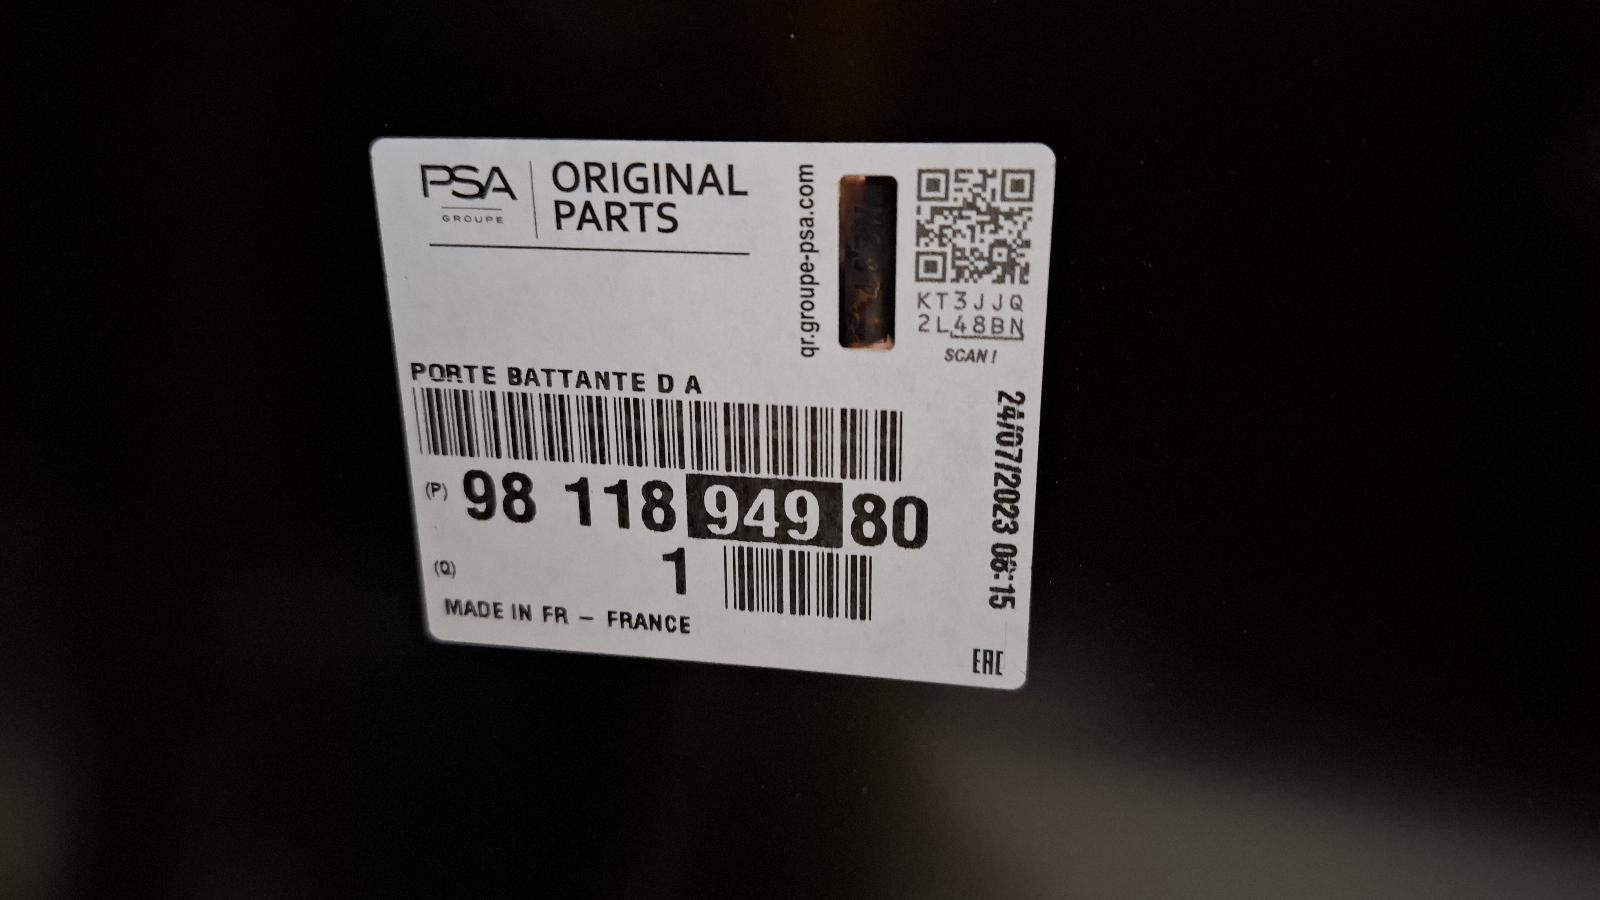 PSA
GROUPE
ORIGINAL
PARTS
qr.groupe-psa.com
KT3JJQ
2L48BN
SCAN!
PORTE BATTANTE D A
(P) 98 118 949 80
(Q) 1
MADE IN FR – FRANCE
24/07/2023 06:15
EAC